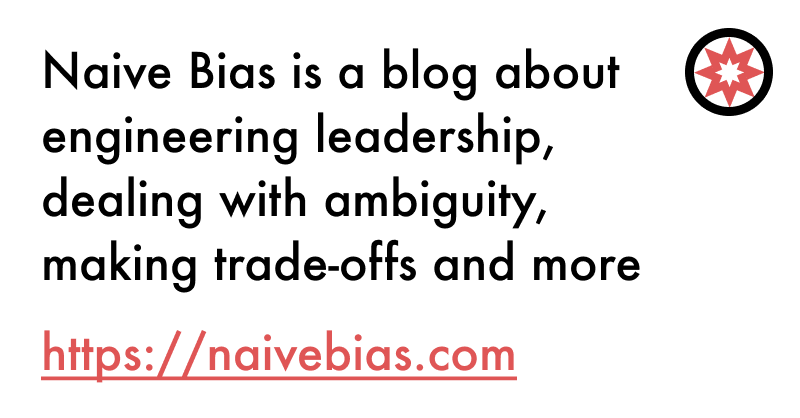 Naive Bias is a blog about
engineering leadership,
dealing with ambiguity,
making trade-offs and more
https://naivebias.com